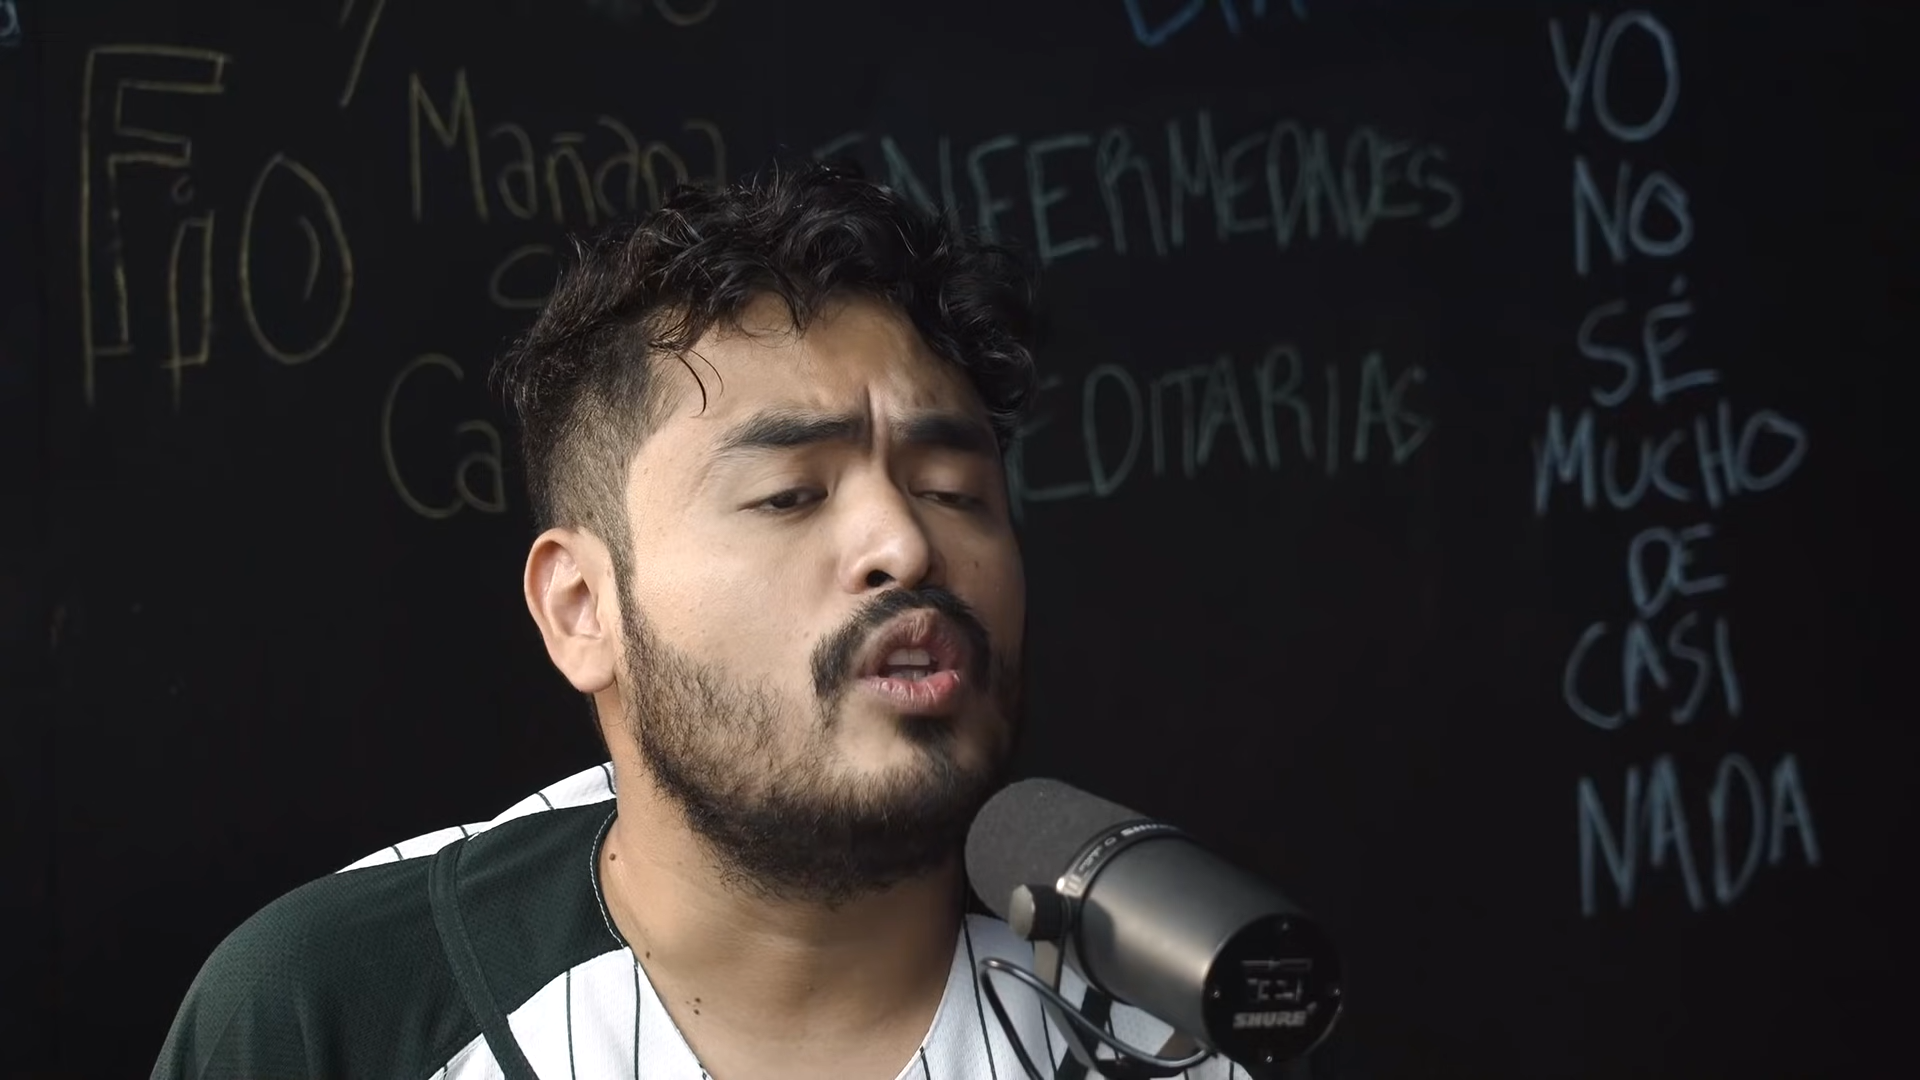 Fio
Mañana
Ca
ENFERMEDADES
EDITARIAS
YO
NO
SÉ
MUCHO
DE
CASI
NADA
SHURE